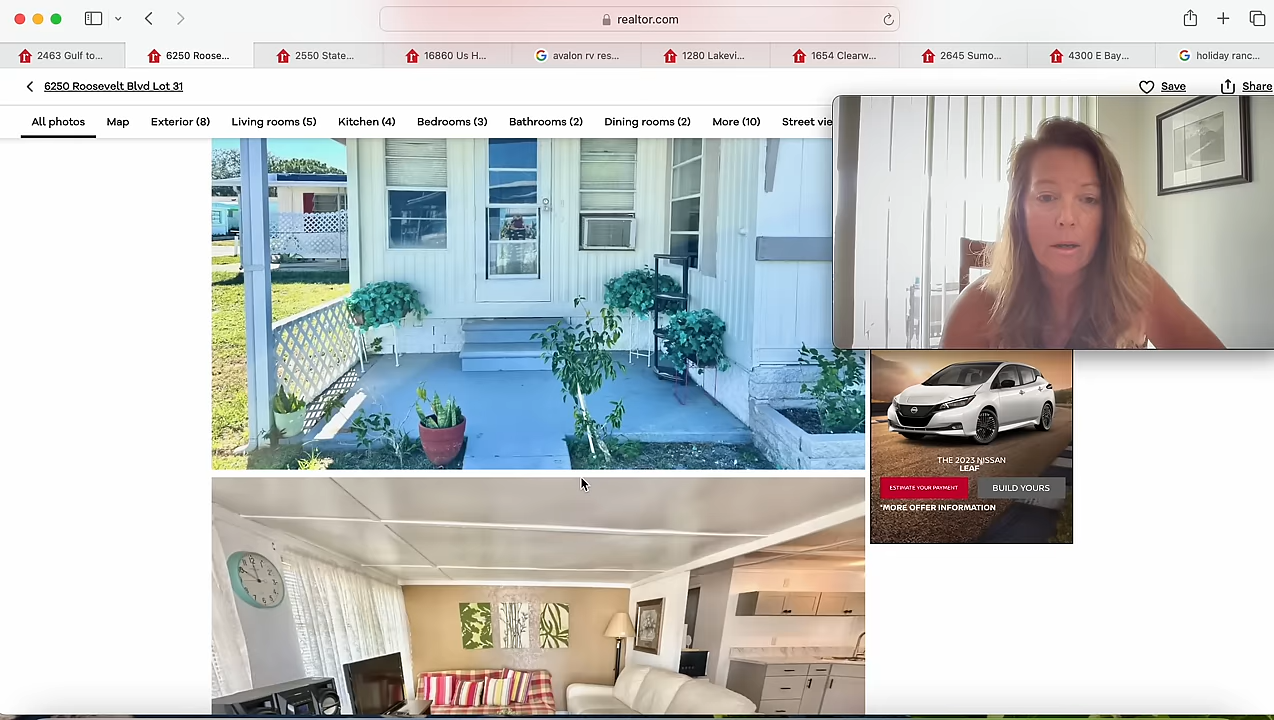 realtor.com
2463 Gulf to...
6250 Roose...
2550 State...
16860 Us H...
avalon rv res...
1280 Lakevi...
1654 Clearw...
2645 Sumo...
4300 E Bay...
holiday ranc...
6250 Roosevelt Blvd Lot 31
Save
Share
All photos
Map
Exterior (8)
Living rooms (5)
Kitchen (4)
Bedrooms (3)
Bathrooms (2)
Dining rooms (2)
More (10)
Street vie
THE 2023 NISSAN
LEAF
ESTIMATE YOUR PAYMENT
BUILD YOURS
*MORE OFFER INFORMATION